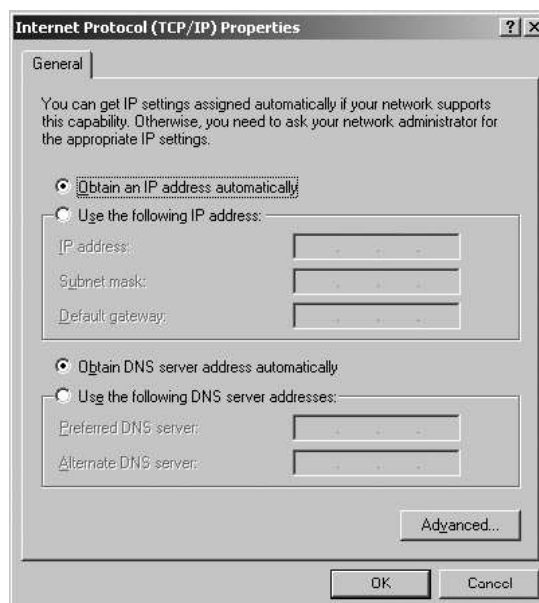 Internet Protocol (TCP/IP) Properties
General
You can get IP settings assigned automatically if your network supports
this capability. Otherwise, you need to ask your network administrator for
the appropriate IP settings.
Obtain an IP address automatically
Use the following IP address:
IP address:
Subnet mask:
Default gateway:
Obtain DNS server address automatically
Use the following DNS server addresses:
Preferred DNS server:
Alternate DNS server:
Advanced...
OK Cancel